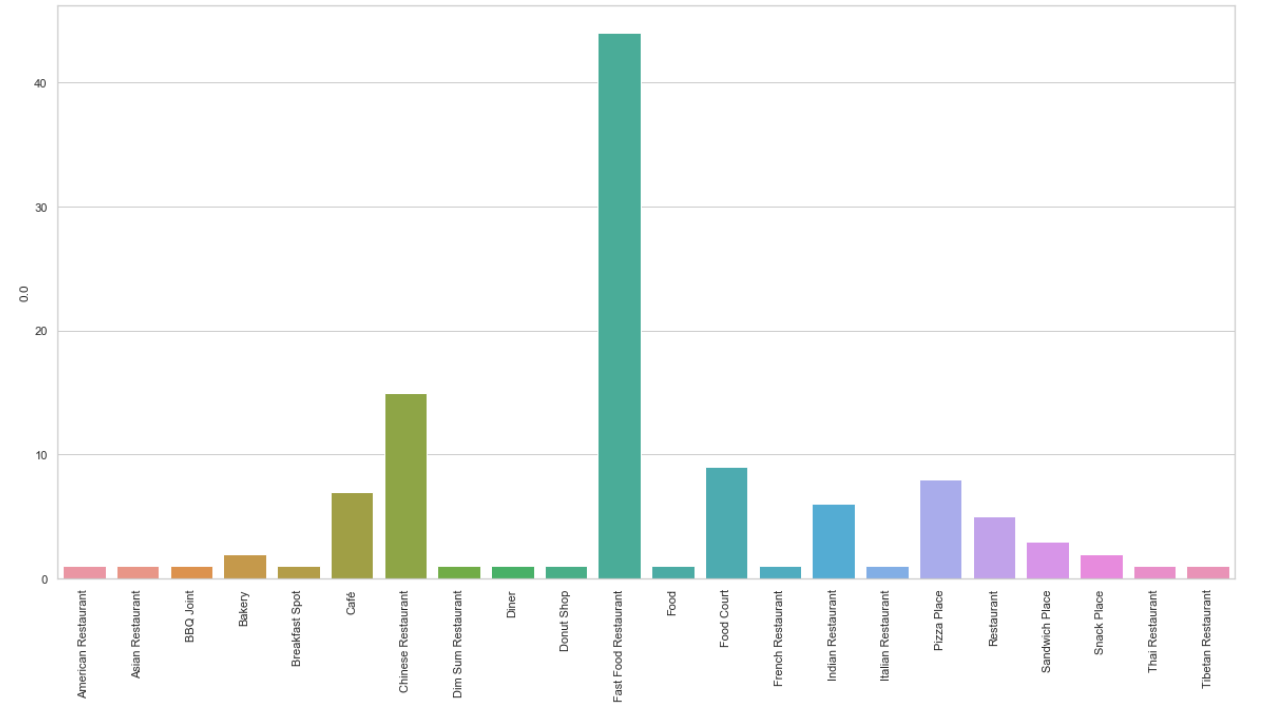 40
30
20
10
0
0.0
American Restaurant
Asian Restaurant
BBQ Joint
Bakery
Breakfast Spot
Café
Chinese Restaurant
Dim Sum Restaurant
Diner
Donut Shop
Fast Food Restaurant
Food
Food Court
French Restaurant
Indian Restaurant
Italian Restaurant
Pizza Place
Restaurant
Sandwich Place
Snack Place
Thai Restaurant
Tibetan Restaurant